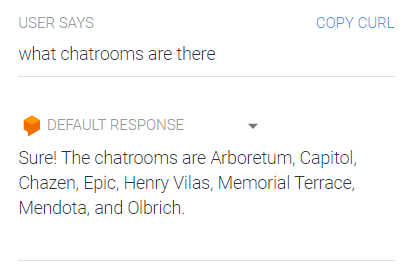 USER SAYS COPY CURL
what chatrooms are there
DEFAULT RESPONSE
Sure! The chatrooms are Arboretum, Capitol,
Chazen, Epic, Henry Vilas, Memorial Terrace,
Mendota, and Olbrich.